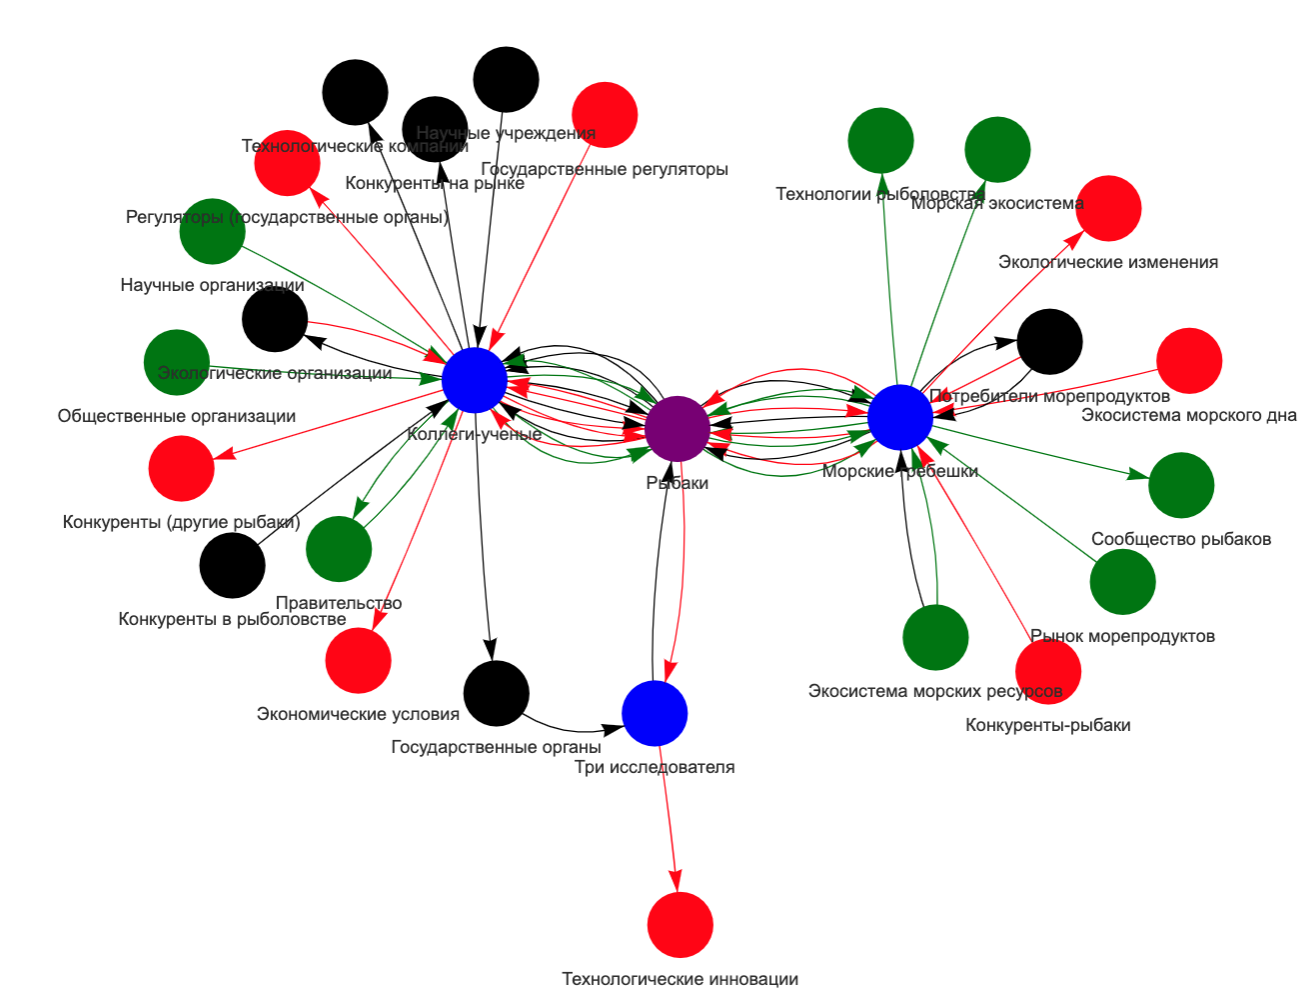 Научные учреждения
Технологические компании
Государственные регуляторы
Конкуренты на рынке
Технологии рыболовства
Морская экосистема
Регуляторы (государственные органы)
Экологические изменения
Научные организации
Экологические организации
Потребители морепродуктов
Общественные организации
Экосистема морского дна
Коллеги-ученые
Морские гребешки
Рыбаки
Конкуренты (другие рыбаки)
Сообщество рыбаков
Правительство
Конкуренты в рыболовстве
Рынок морепродуктов
Экосистема морских ресурсов
Экономические условия
Конкуренты-рыбаки
Государственные органы
Три исследователя
Технологические инновации